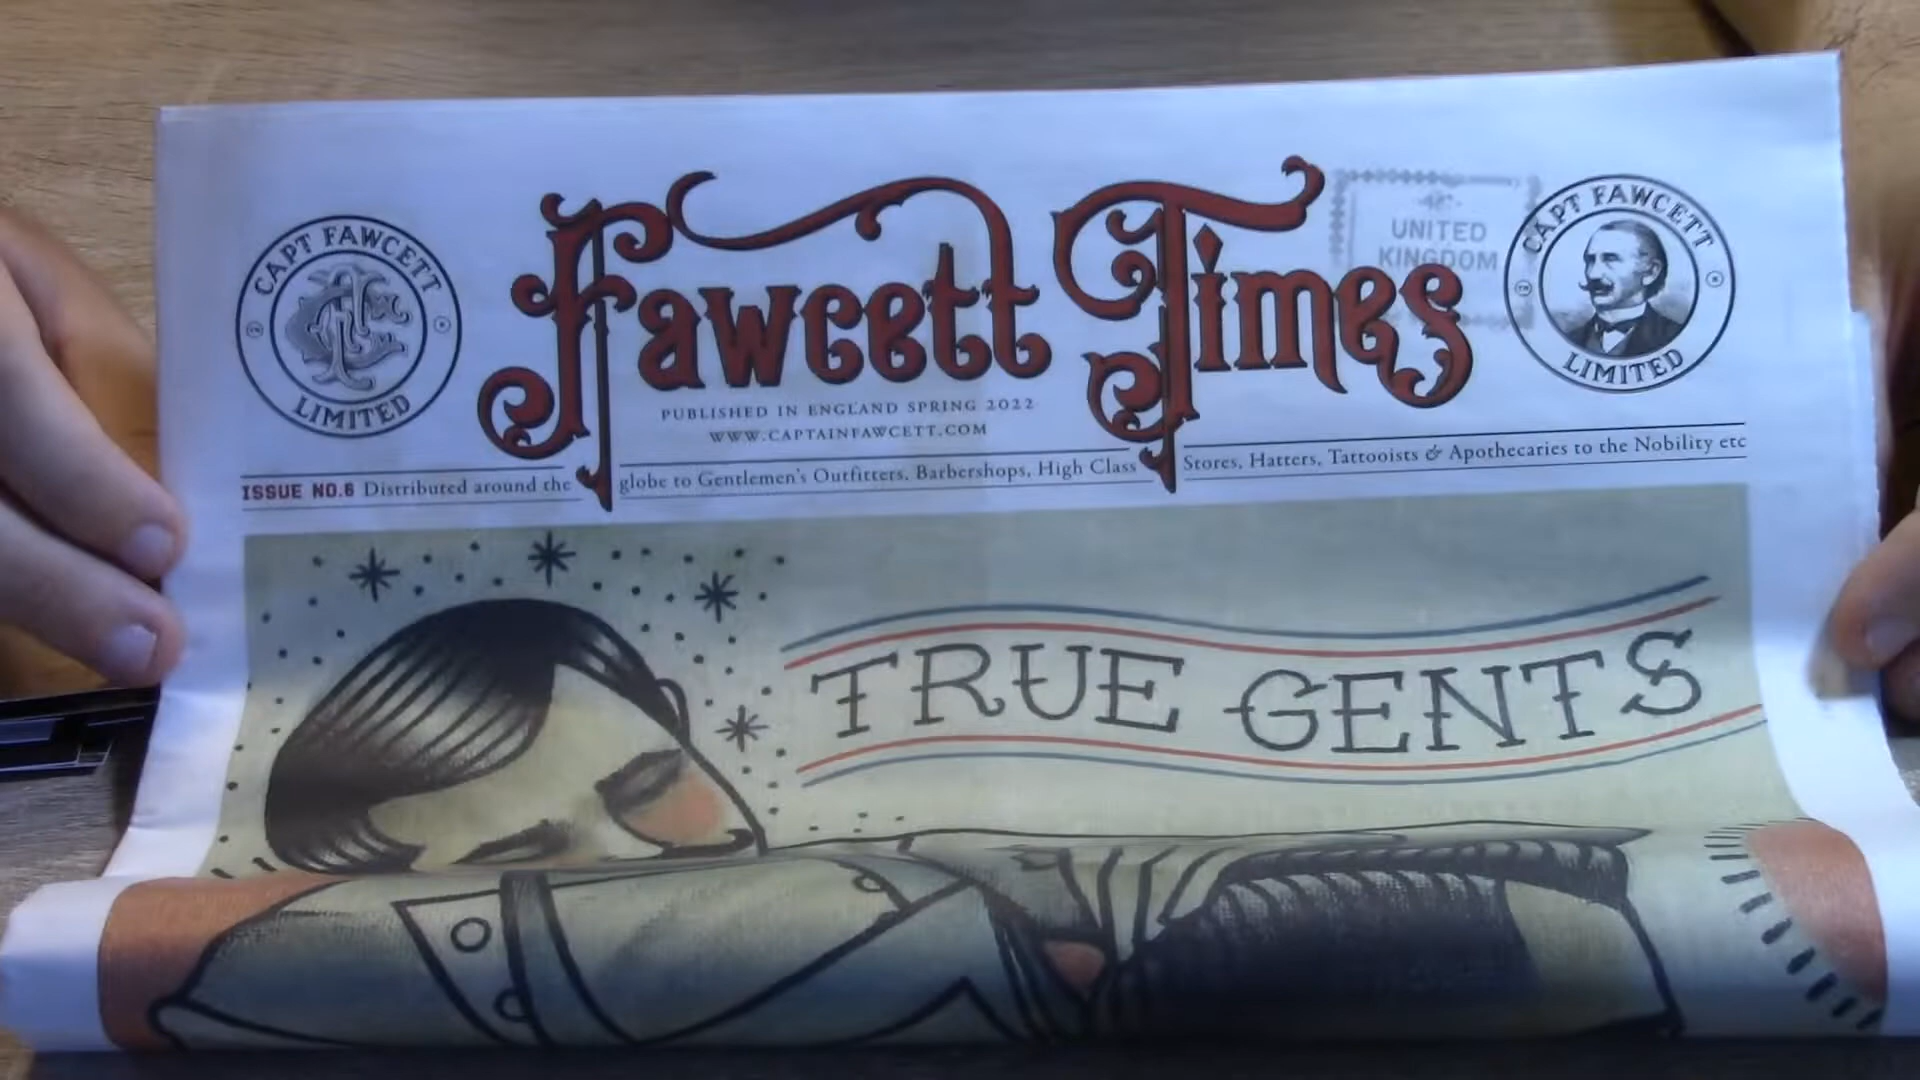 CAPT FAWCETT
LIMITED
Fawcett Times
UNITED
KINGDOM
CAPT FAWCETT
LIMITED
PUBLISHED IN ENGLAND SPRING 2022
WWW.CAPTAINFAWCETT.COM
ISSUE NO.6 Distributed around the globe to Gentlemen's Outfitters, Barbershops, High Class Stores, Hatters, Tattooists & Apothecaries to the Nobility etc
TRUE GENTS